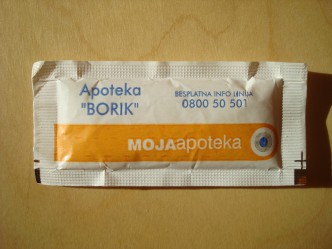 Apoteka
"BORIK"
BESPLATNA INFO LINIJA
0800 50 501
MOJAapoteka